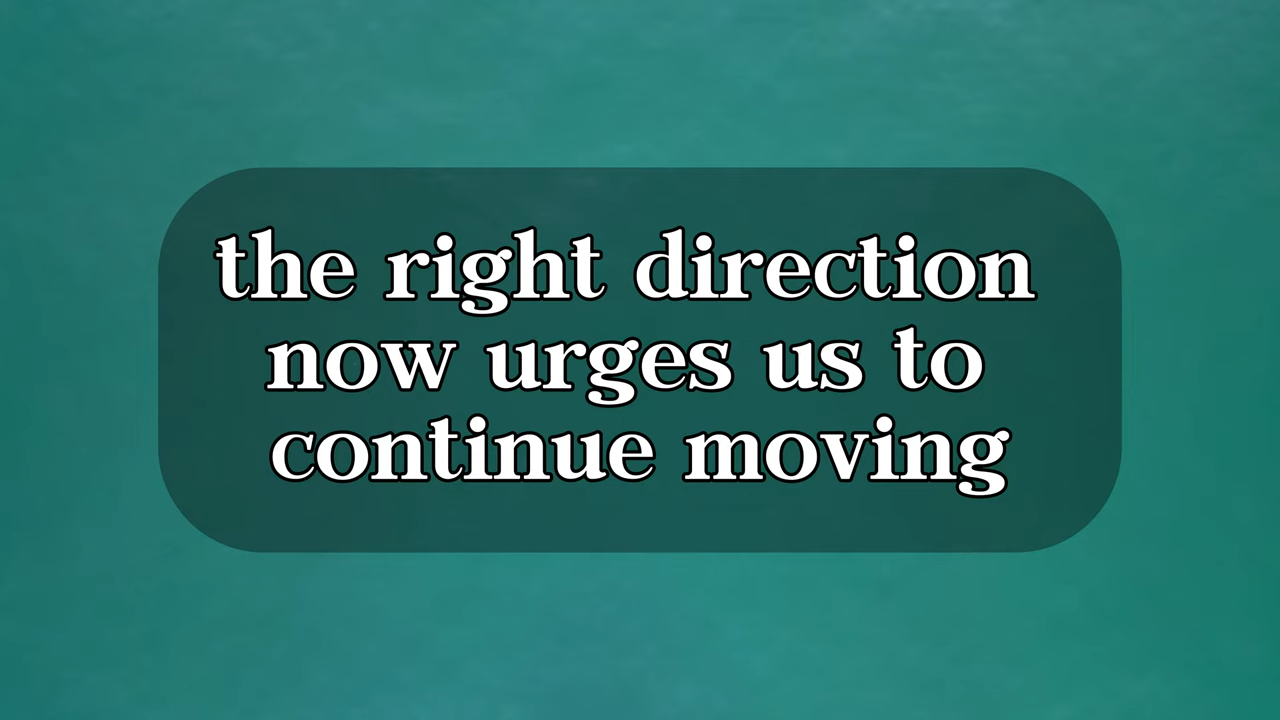 the right direction
now urges us to
continue moving